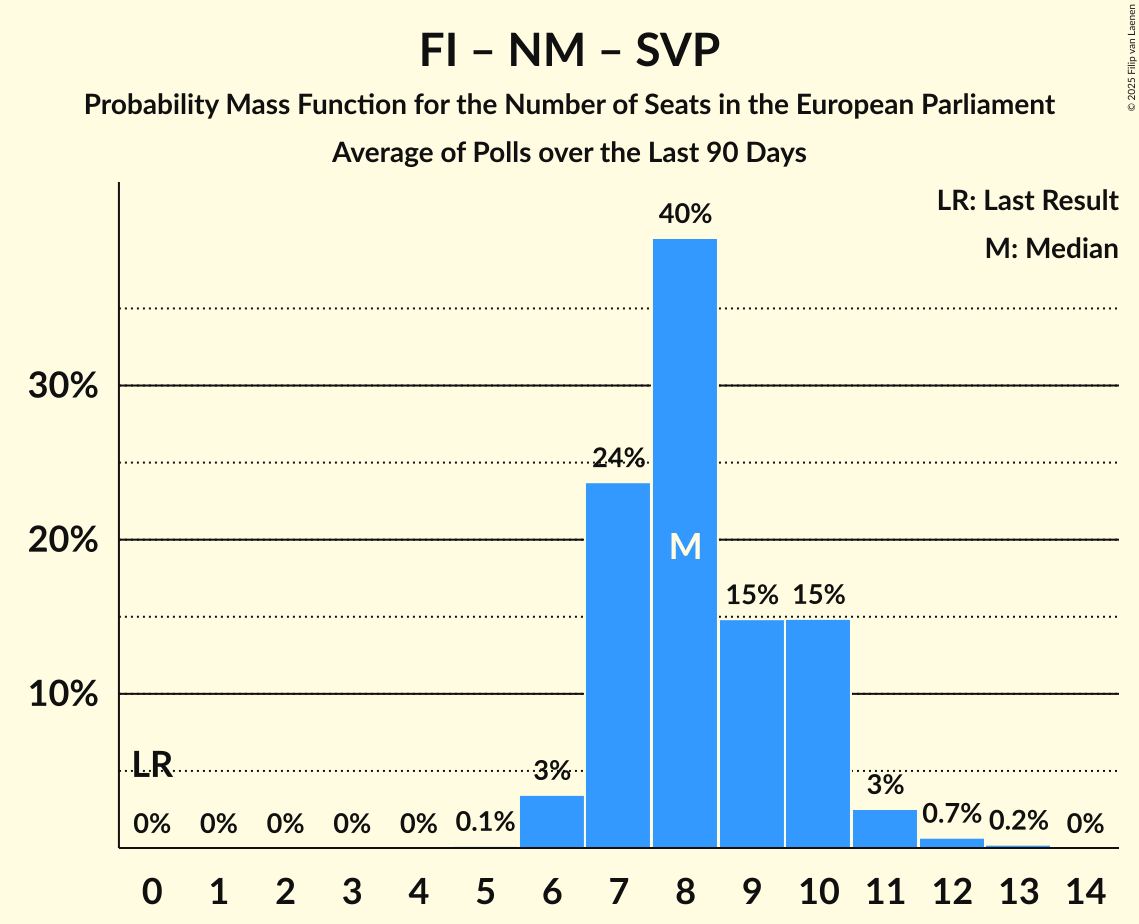 FI – NM – SVP
Probability Mass Function for the Number of Seats in the European Parliament
Average of Polls over the Last 90 Days
© 2025 Filip van Laenen
LR: Last Result
M: Median
40%
30%
24%
20%
M
15% 15%
10%
LR
0% 0% 0% 0% 0% 0.1% 3% 3% 0.7% 0.2% 0%
0 1 2 3 4 5 6 7 8 9 10 11 12 13 14